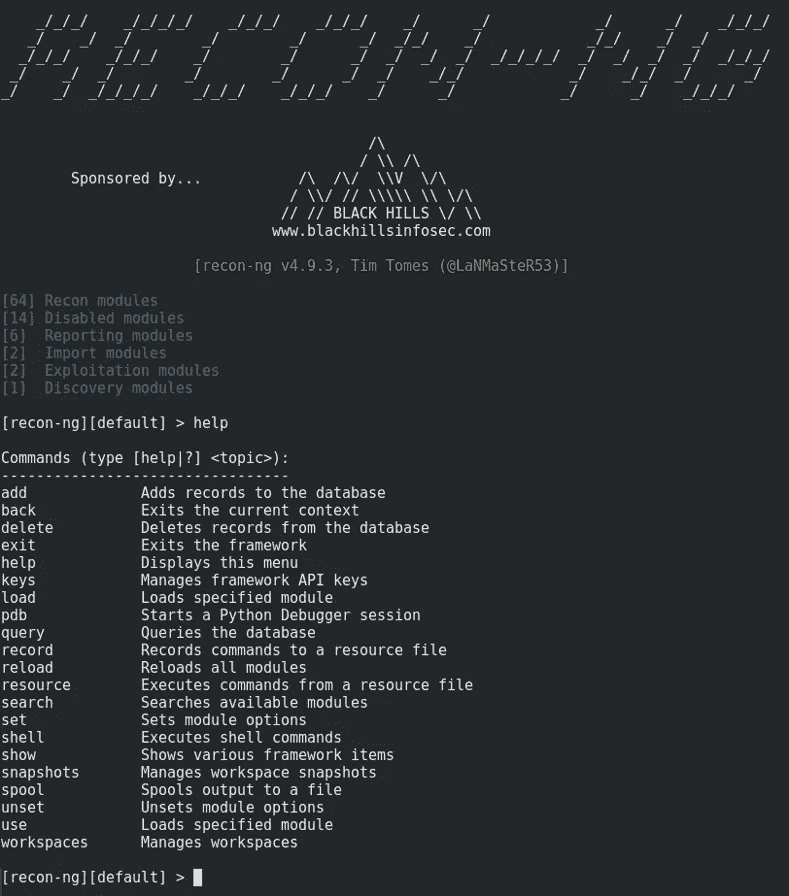 RECON-NG
Sponsored by...
BLACK HILLS
www.blackhillsinfosec.com
[recon-ng v4.9.3, Tim Tomes (@LaNMaSteR53)]
[64] Recon modules
[14] Disabled modules
[6]  Reporting modules
[2]  Import modules
[2]  Exploitation modules
[1]  Discovery modules
[recon-ng][default] > help
Commands (type [help|?] <topic>):
---------------------------------
add             Adds records to the database
back            Exits the current context
delete          Deletes records from the database
exit            Exits the framework
help            Displays this menu
keys            Manages framework API keys
load            Loads specified module
pdb             Starts a Python Debugger session
query           Queries the database
record          Records commands to a resource file
reload          Reloads all modules
resource        Executes commands from a resource file
search          Searches available modules
set             Sets module options
shell           Executes shell commands
show            Shows various framework items
snapshots       Manages workspace snapshots
spool           Spools output to a file
unset           Unsets module options
use             Loads specified module
workspaces      Manages workspaces
[recon-ng][default] >